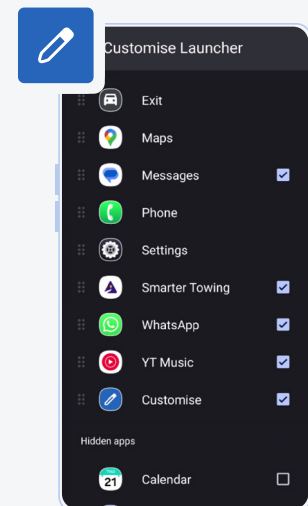 Customise Launcher
Exit
Maps
Messages
Phone
Settings
Smarter Towing
WhatsApp
YT Music
Customise
Hidden apps
21
Calendar